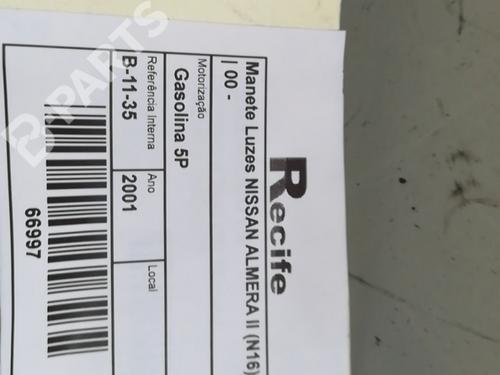 Recife
Manete Luzes NISSAN ALMERA II (N16)
| 00 -
Motorização
Gasolina 5P
Referência Interna
B-11-35
Ano
2001
Local
66997
B-PARTS